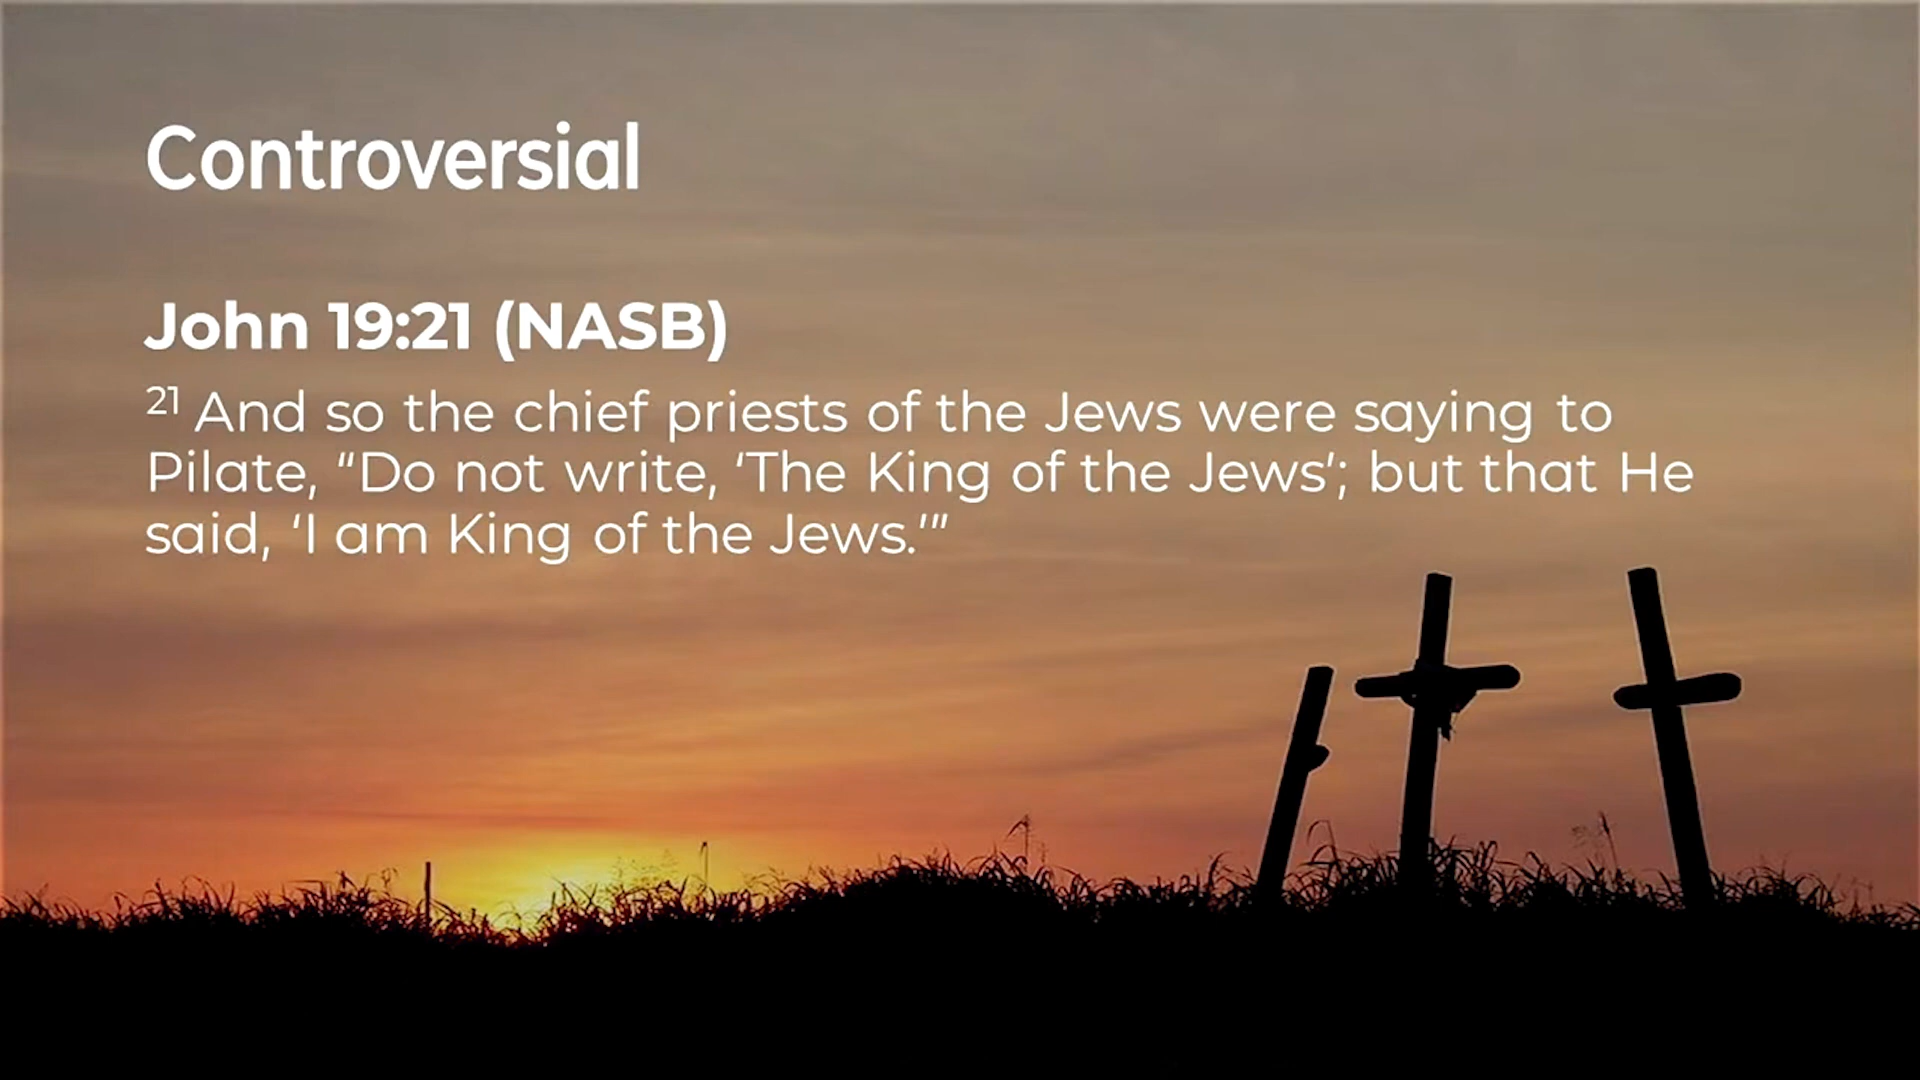 Controversial
John 19:21 (NASB)
21 And so the chief priests of the Jews were saying to
Pilate, “Do not write, ‘The King of the Jews’; but that He
said, ‘I am King of the Jews.’”